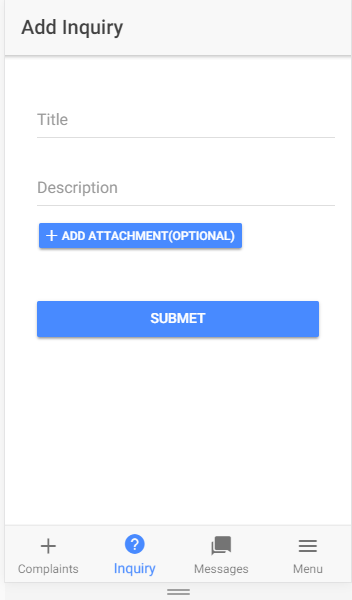 Add Inquiry
Title
Description
+ ADD ATTACHMENT(OPTIONAL)
SUBMET
Complaints Inquiry Messages Menu